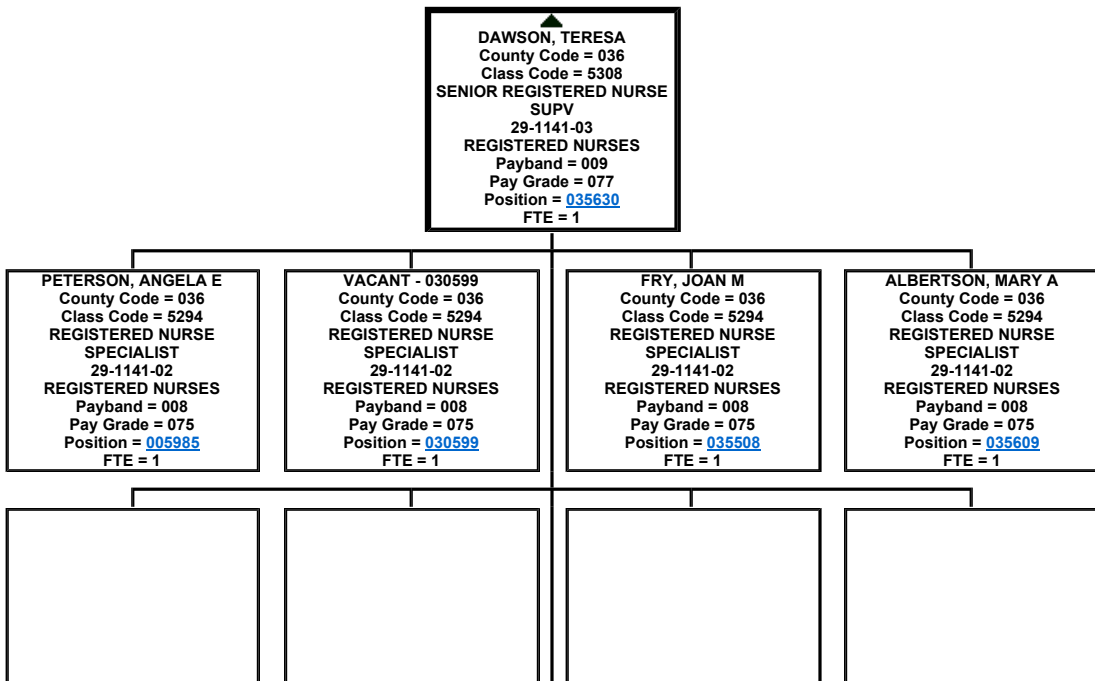 DAWSON, TERESA
County Code = 036
Class Code = 5308
SENIOR REGISTERED NURSE
SUPV
29-1141-03
REGISTERED NURSES
Payband = 009
Pay Grade = 077
Position = 035630
FTE = 1
PETERSON, ANGELA E
County Code = 036
Class Code = 5294
REGISTERED NURSE
SPECIALIST
29-1141-02
REGISTERED NURSES
Payband = 008
Pay Grade = 075
Position = 005985
FTE = 1
VACANT - 030599
County Code = 036
Class Code = 5294
REGISTERED NURSE
SPECIALIST
29-1141-02
REGISTERED NURSES
Payband = 008
Pay Grade = 075
Position = 030599
FTE = 1
FRY, JOAN M
County Code = 036
Class Code = 5294
REGISTERED NURSE
SPECIALIST
29-1141-02
REGISTERED NURSES
Payband = 008
Pay Grade = 075
Position = 035508
FTE = 1
ALBERTSON, MARY A
County Code = 036
Class Code = 5294
REGISTERED NURSE
SPECIALIST
29-1141-02
REGISTERED NURSES
Payband = 008
Pay Grade = 075
Position = 035609
FTE = 1